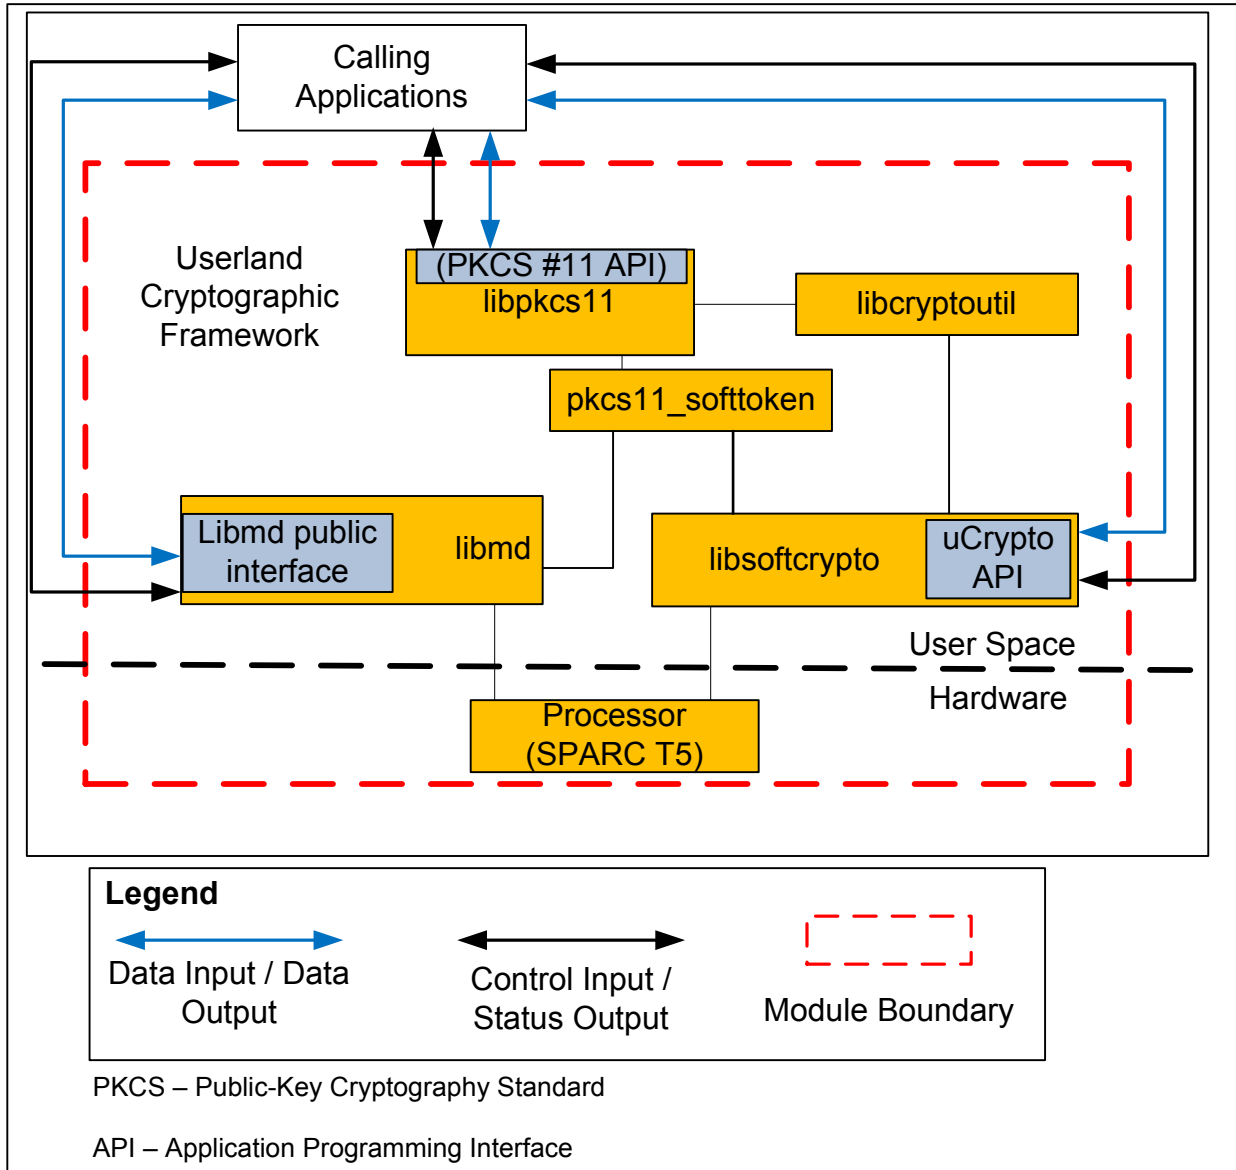 Calling
Applications
Userland
Cryptographic
Framework
(PKCS #11 API)
libpkcs11
libcryptoutil
pkcs11_softtoken
Libmd public
interface
libmd
libsoftcrypto
uCrypto
API
User Space
Hardware
Processor
(SPARC T5)
Legend
Data Input / Data
Output
Control Input /
Status Output
Module Boundary
PKCS – Public-Key Cryptography Standard
API – Application Programming Interface